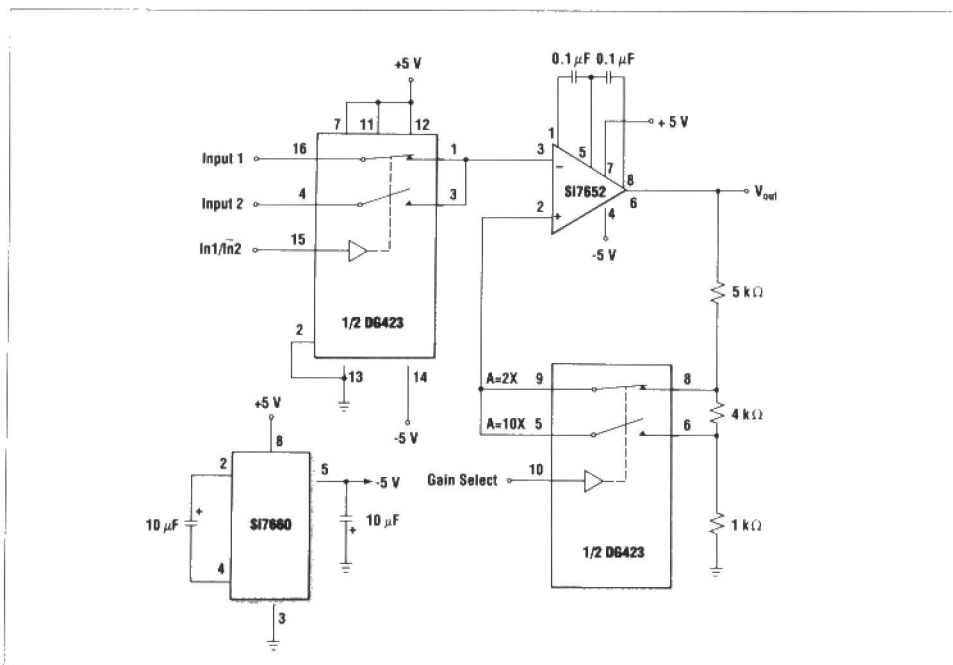 0.1 µF 0.1 µF
+5 V
7 11 12
1
+ 5 V
Input 1 16 1 3 − 5 7
SI7652 8 V_out
Input 2 4 3 2 + 4 6
-5 V
In1/I̅n̅2 15
5 kΩ
1/2 DG423
2
13 14
A=2X 9 8
-5 V
4 kΩ
A=10X 5 6
+5 V
8
Gain Select 10
2 5 -5 V
+
10 µF SI7660 10 µF
+
1 kΩ
4
1/2 DG423
3